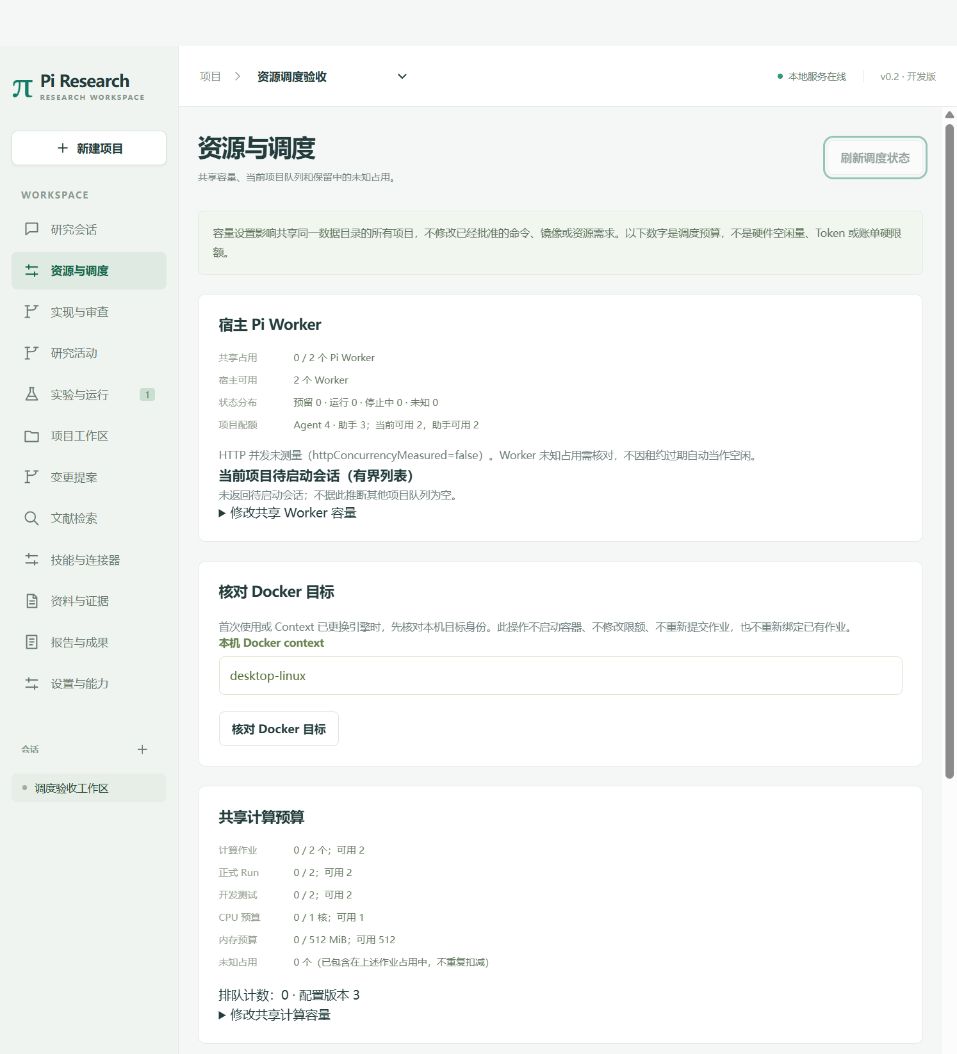 π Pi Research
RESEARCH WORKSPACE
+ 新建项目
WORKSPACE
研究会话
资源与调度
实现与审查
研究活动
实验与运行 1
项目工作区
变更提案
文献检索
技能与连接器
资料与证据
报告与成果
设置与能力
会话 +
调度验收工作区
项目 > 资源调度验收
本地服务在线
v0.2 · 开发版
资源与调度
共享容量、当前项目队列和保留中的未知占用。
刷新调度状态
容量设置影响共享同一数据目录的所有项目，不修改已经批准的命令、镜像或资源需求。以下数字是调度预算，不是硬件空闲量、Token 或账单硬限
额。
宿主 Pi Worker
共享占用 0 / 2 个 Pi Worker
宿主可用 2 个 Worker
状态分布 预留 0 · 运行 0 · 停止中 0 · 未知 0
项目配额 Agent 4 · 助手 3；当前可用 2，助手可用 2
HTTP 并发未测量（httpConcurrencyMeasured=false）。Worker 未知占用需核对，不因租约过期自动当作空闲。
当前项目待启动会话（有界列表）
未返回待启动会话；不据此推断其他项目队列为空。
▶ 修改共享 Worker 容量
核对 Docker 目标
首次使用或 Context 已更换引擎时，先核对本机目标身份。此操作不启动容器、不修改限额、不重新提交作业，也不重新绑定已有作业。
本机 Docker context
desktop-linux
核对 Docker 目标
共享计算预算
计算作业 0 / 2 个；可用 2
正式 Run 0 / 2；可用 2
开发测试 0 / 2；可用 2
CPU 预算 0 / 1 核；可用 1
内存预算 0 / 512 MiB；可用 512
未知占用 0 个（已包含在上述作业占用中，不重复扣减）
排队计数：0 · 配置版本 3
▶ 修改共享计算容量